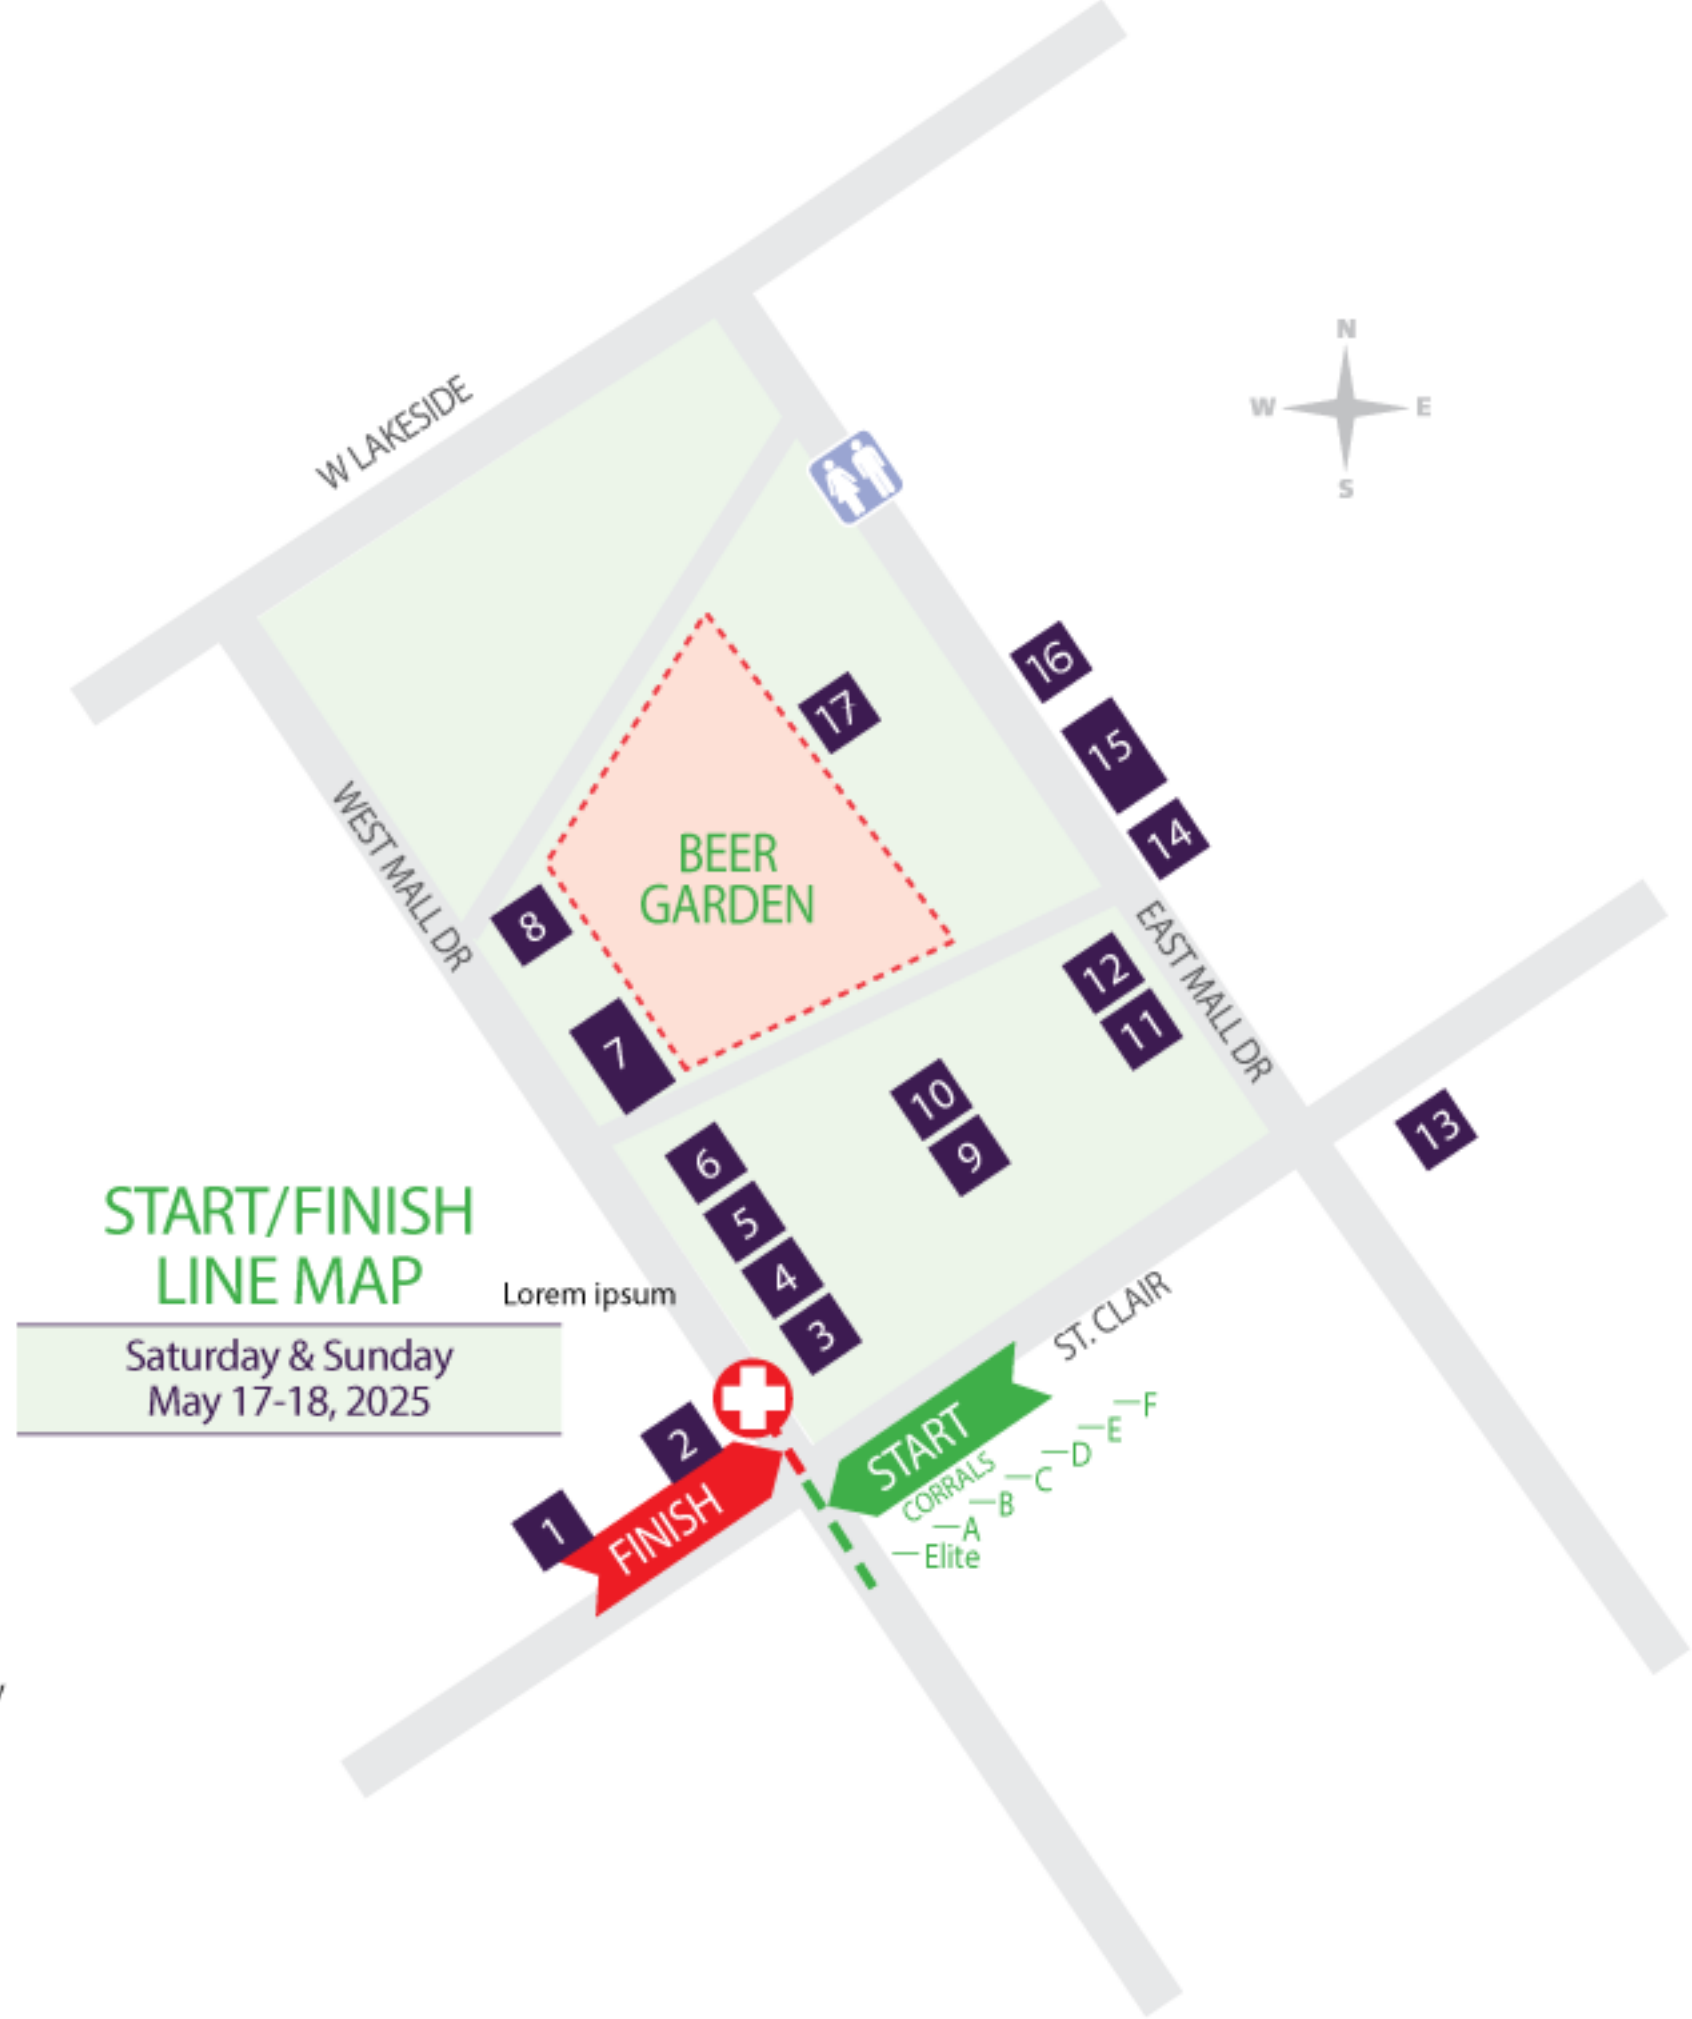 N
W
E
S
W LAKESIDE
16
17
15
14
WEST MALL DR
BEER
GARDEN
8
EAST MALL DR
12
11
7
10
9
13
6
5
4
3
START/FINISH
LINE MAP
Lorem ipsum
Saturday & Sunday
May 17-18, 2025
ST. CLAIR
2
1
FINISH
START
CORRALS
F
E
D
C
B
A
Elite